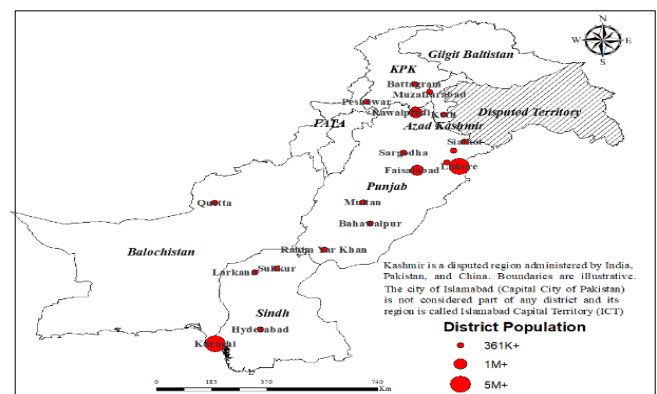 N
W E
S
Gilgit Baltistan
KPK
Battagram
Muzaffarabad
Peshawar
Rawalpindi
Kotli
Disputed Territory
FATA
Azad Kashmir
Sialkot
Sargodha
Lahore
Faisalabad
Punjab
Quetta
Multan
Bahawalpur
Balochistan
Rahim Yar Khan
Sukkur
Larkana
Kashmir is a disputed region administered by India,
Pakistan, and China. Boundaries are illustrative.
The city of Islamabad (Capital City of Pakistan)
is not considered part of any district and its
region is called Islamabad Capital Territory (ICT)
Sindh
Hyderabad
Karachi
District Population
361K+
1M+
5M+
0 185 370 740
Km